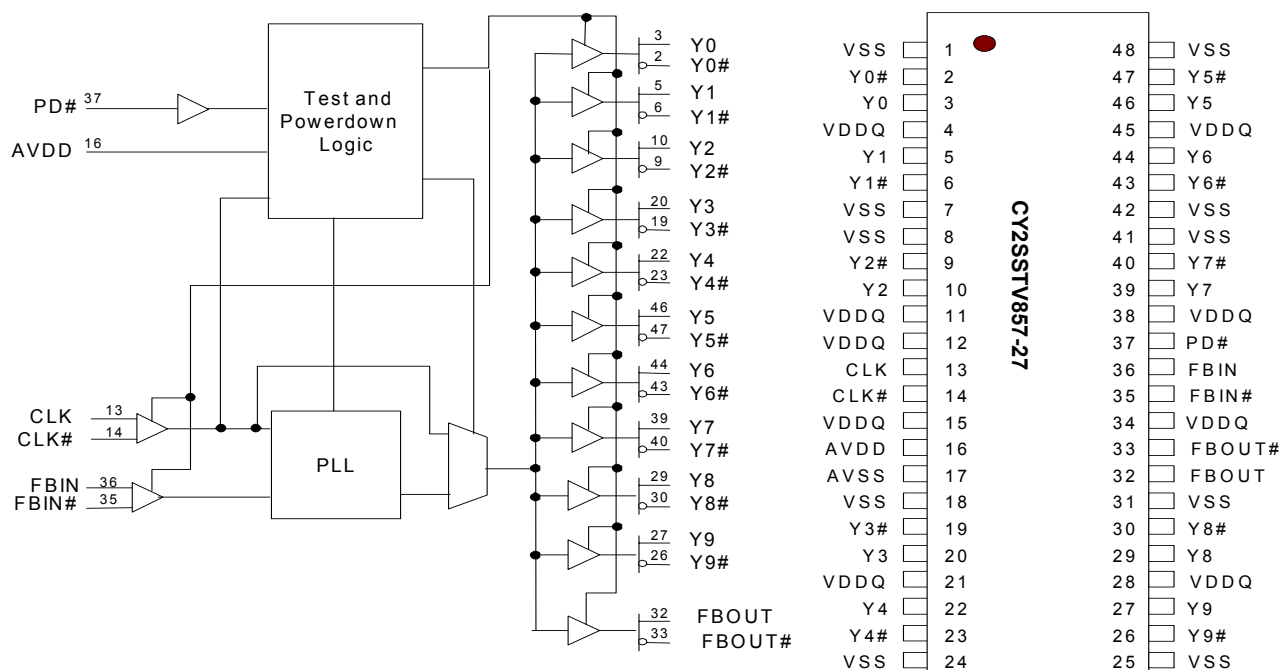 PD# 37
AVDD 16
Test and
Powerdown
Logic
CLK 13
CLK# 14
FBIN 36
FBIN# 35
PLL
3 Y0
2 Y0#
5 Y1
6 Y1#
10 Y2
9 Y2#
20 Y3
19 Y3#
22 Y4
23 Y4#
46 Y5
47 Y5#
44 Y6
43 Y6#
39 Y7
40 Y7#
29 Y8
30 Y8#
27 Y9
26 Y9#
32 FBOUT
33 FBOUT#
CY2SSTV857-27
VSS 1 48 VSS
Y0# 2 47 Y5#
Y0 3 46 Y5
VDDQ 4 45 VDDQ
Y1 5 44 Y6
Y1# 6 43 Y6#
VSS 7 42 VSS
VSS 8 41 VSS
Y2# 9 40 Y7#
Y2 10 39 Y7
VDDQ 11 38 VDDQ
VDDQ 12 37 PD#
CLK 13 36 FBIN
CLK# 14 35 FBIN#
VDDQ 15 34 VDDQ
AVDD 16 33 FBOUT#
AVSS 17 32 FBOUT
VSS 18 31 VSS
Y3# 19 30 Y8#
Y3 20 29 Y8
VDDQ 21 28 VDDQ
Y4 22 27 Y9
Y4# 23 26 Y9#
VSS 24 25 VSS